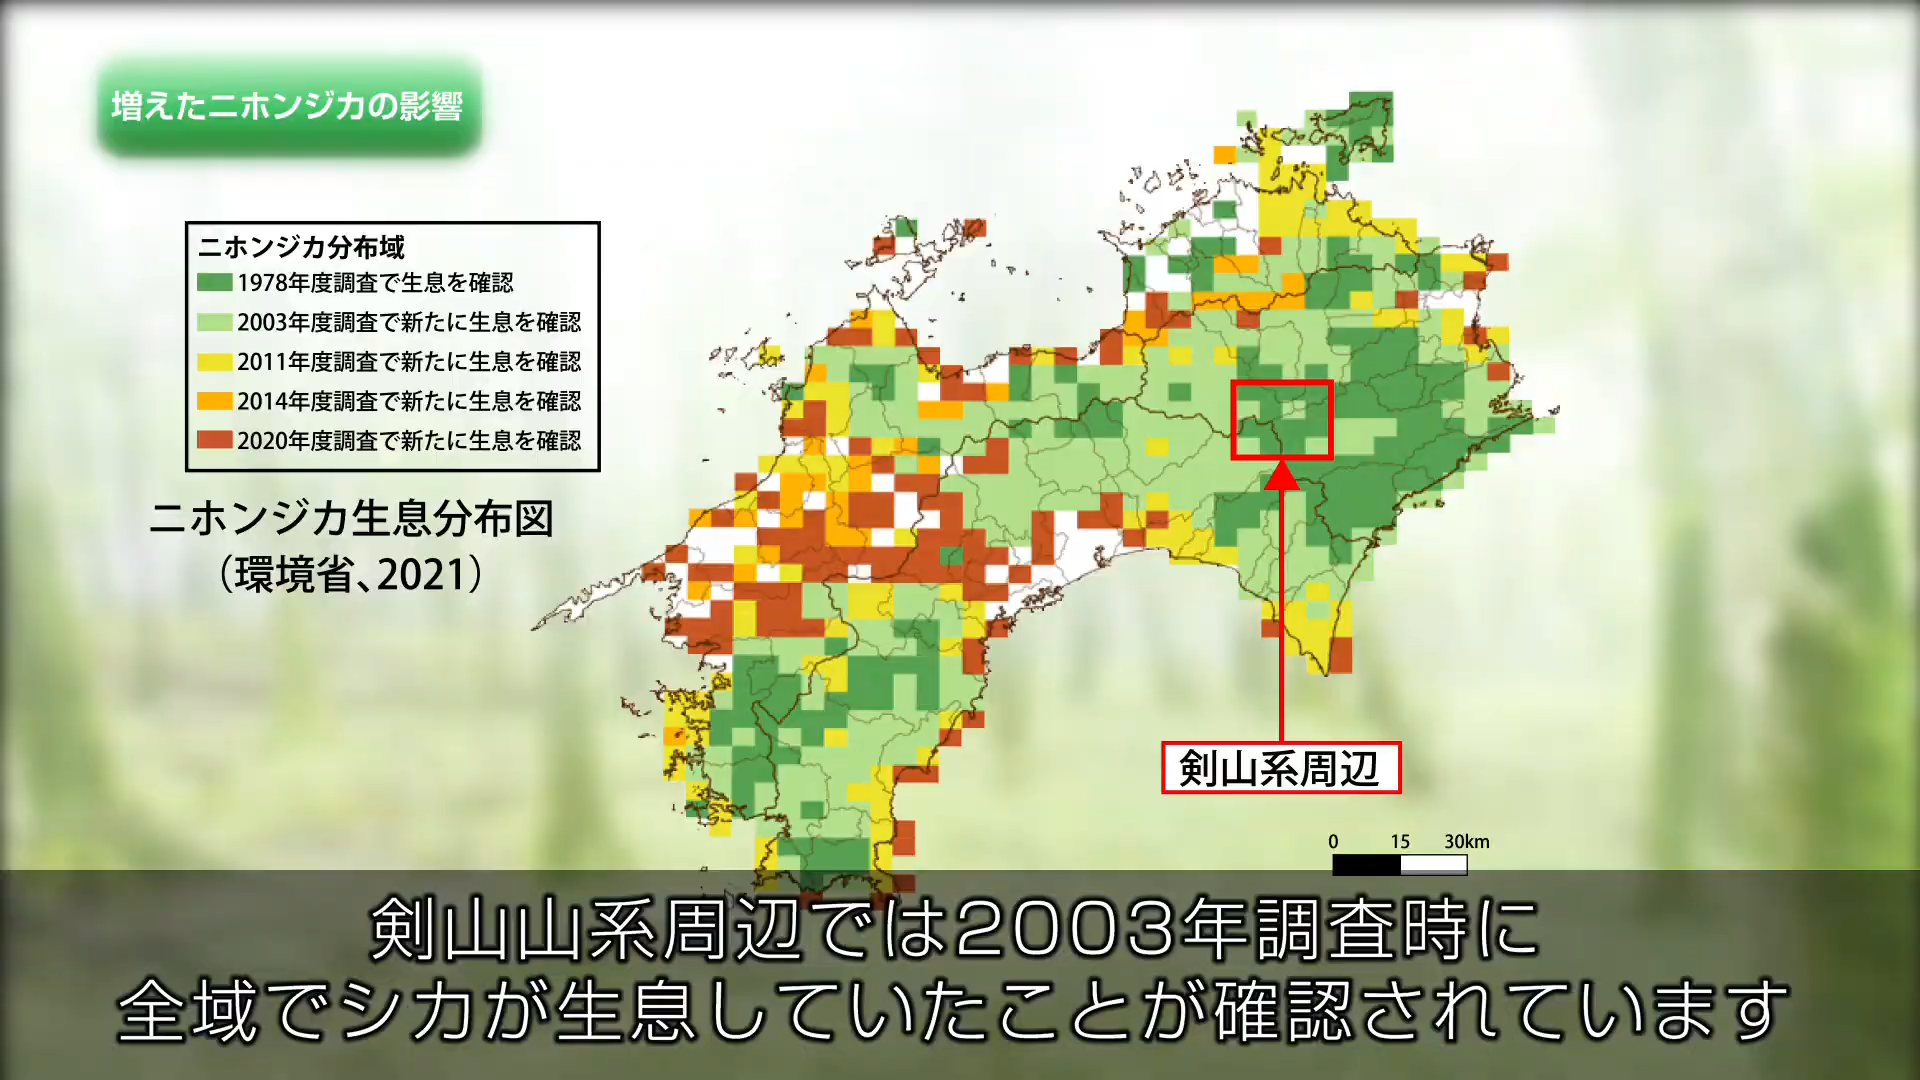 増えたニホンジカの影響
ニホンジカ分布域
1978年度調査で生息を確認
2003年度調査で新たに生息を確認
2011年度調査で新たに生息を確認
2014年度調査で新たに生息を確認
2020年度調査で新たに生息を確認
ニホンジカ生息分布図
（環境省、2021）
剣山系周辺
0 15 30km
剣山山系周辺では2003年調査時に
全域でシカが生息していたことが確認されています